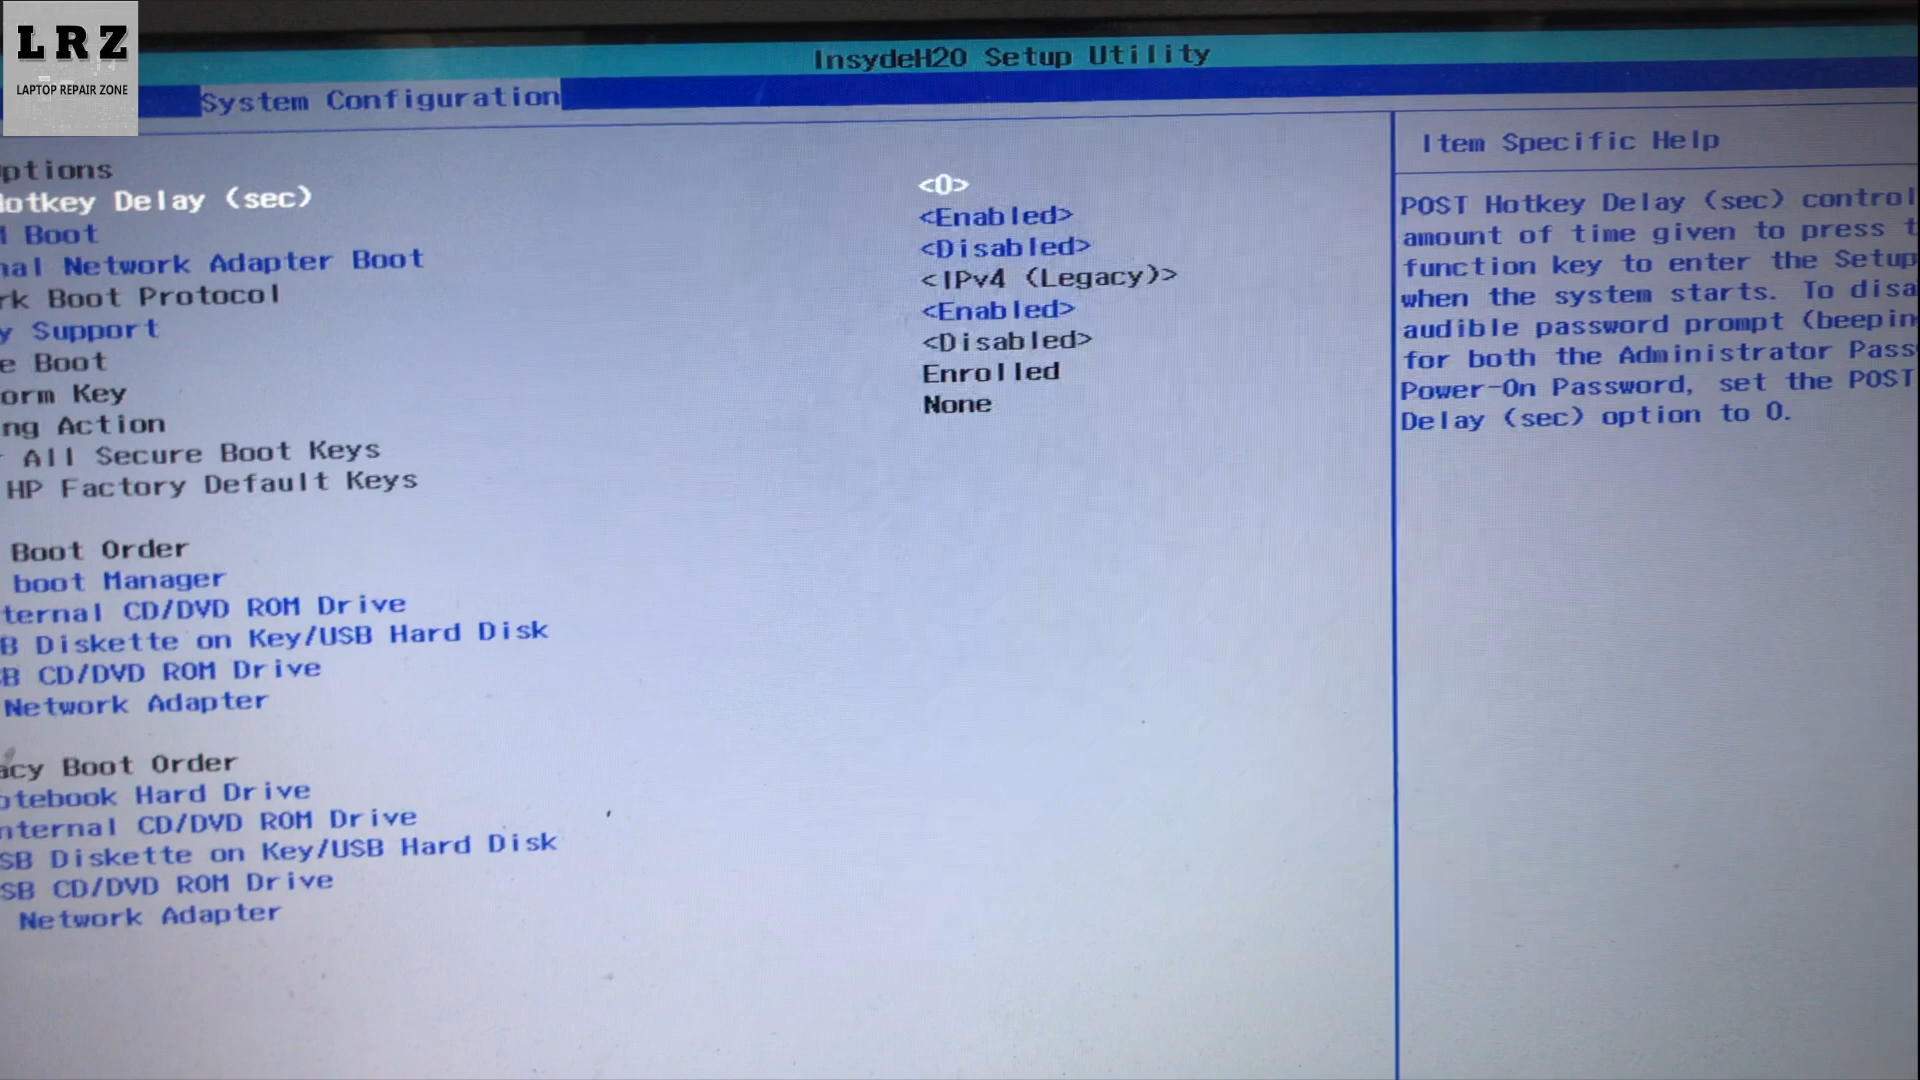 LRZ
LAPTOP REPAIR ZONE
InsydeH2O Setup Utility
System Configuration
ptions
otkey Delay (sec) <0>
Boot <Enabled>
nal Network Adapter Boot <Disabled>
rk Boot Protocol <IPv4 (Legacy)>
y Support <Enabled>
e Boot <Disabled>
orm Key Enrolled
ng Action None
All Secure Boot Keys
HP Factory Default Keys
Boot Order
boot Manager
ternal CD/DVD ROM Drive
B Diskette on Key/USB Hard Disk
B CD/DVD ROM Drive
Network Adapter
acy Boot Order
otebook Hard Drive
nternal CD/DVD ROM Drive
SB Diskette on Key/USB Hard Disk
SB CD/DVD ROM Drive
Network Adapter
Item Specific Help
POST Hotkey Delay (sec) control
amount of time given to press t
function key to enter the Setup
when the system starts. To disa
audible password prompt (beepin
for both the Administrator Pass
Power-On Password, set the POST
Delay (sec) option to 0.